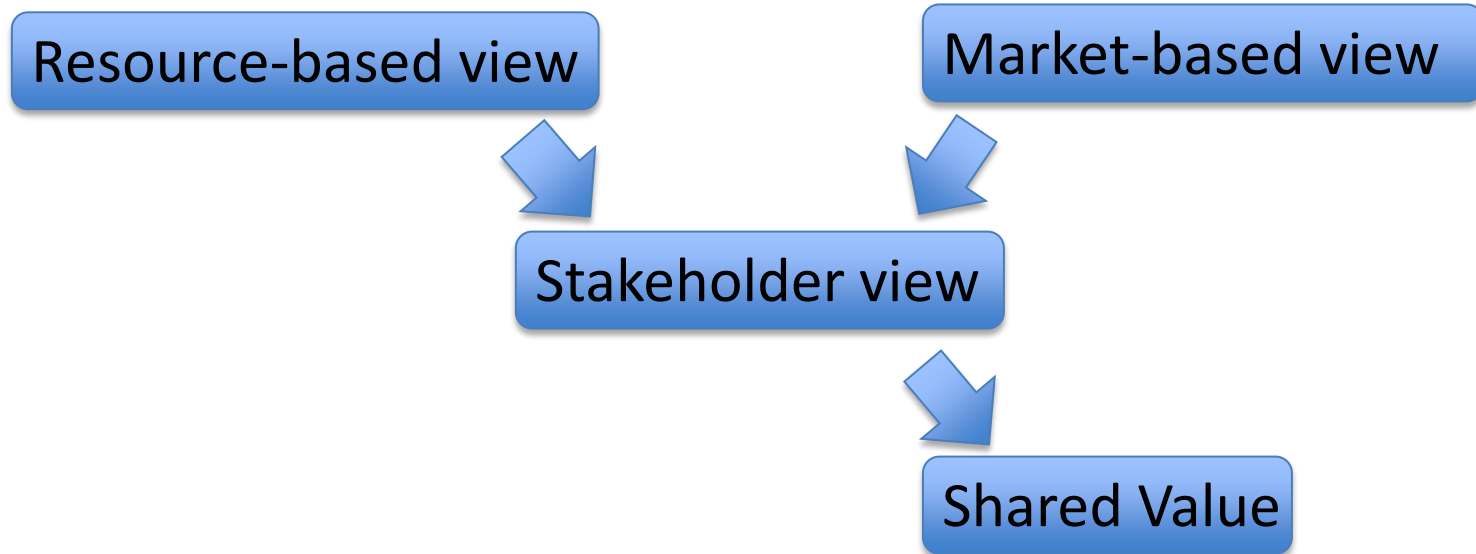 Resource-based view
Market-based view
Stakeholder view
Shared Value